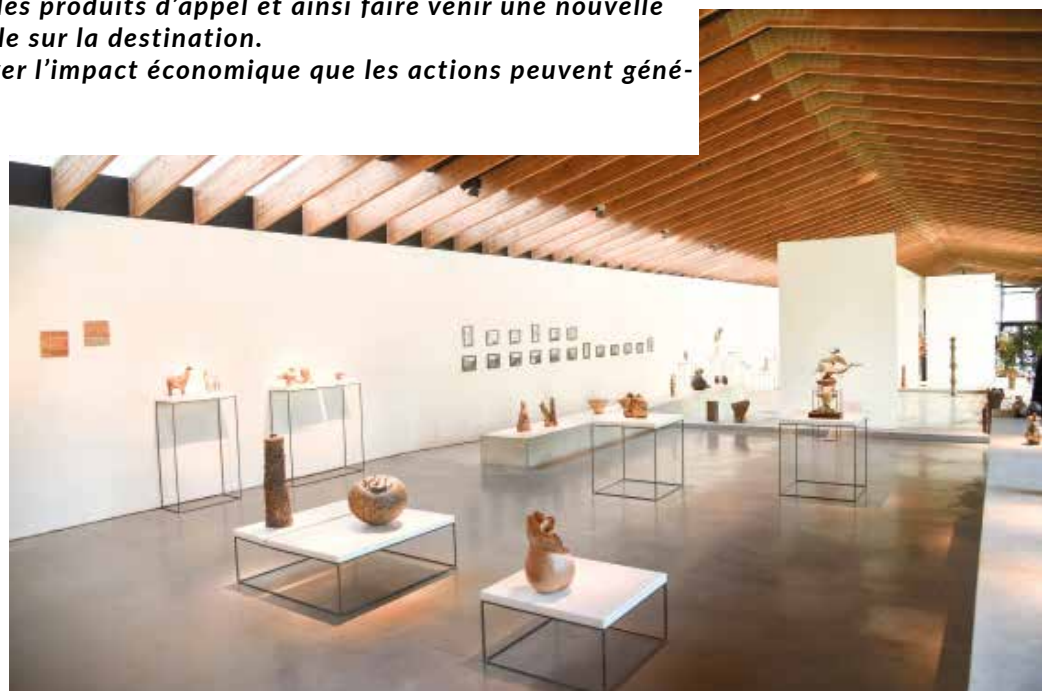 des produits d'appel et ainsi faire venir une nouvelle
le sur la destination.
er l'impact économique que les actions peuvent géné-